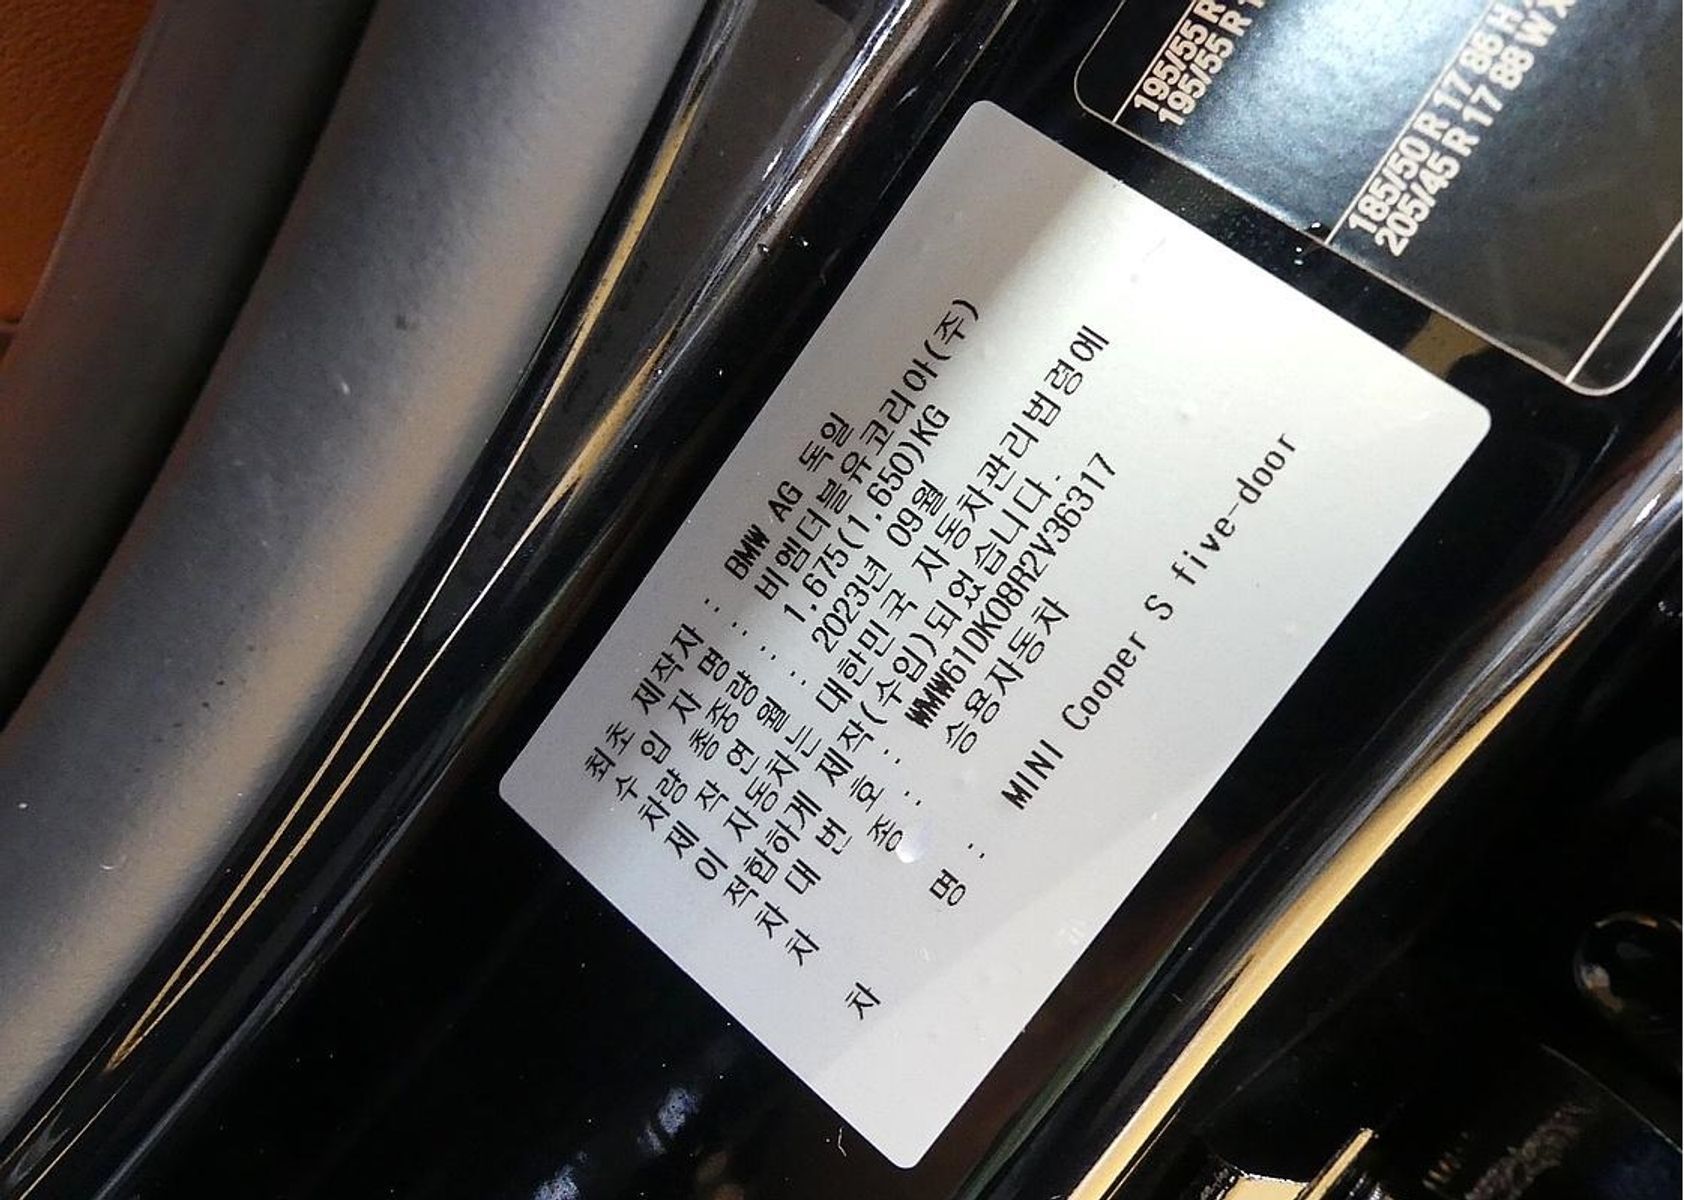 195/55 R
195/55 R 1
185/50 R 17 86 H
205/45 R 17 88 W X
최초 제작자 : BMW AG 독일
수 입 자 명 : 비엠더블유코리아(주)
차량 총중량 : 1.675(1.650)KG
제 작 연 월 : 2023년 09월
이 자동차는 대한민국 자동차관리법령에
적합하게 제작(수입)되었습니다.
차 대 번 호 : WMW61DK08R2V36317
차 종 : 승용자동차
차 명 : MINI Cooper S five-door